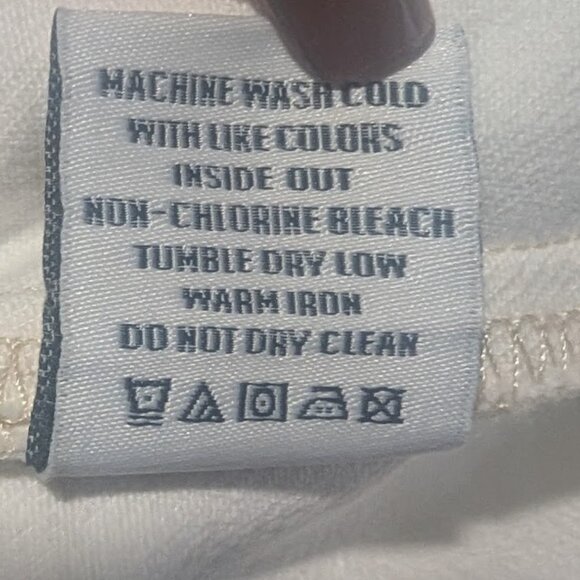 MACHINE WASH COLD
WITH LIKE COLORS
INSIDE OUT
NON-CHLORINE BLEACH
TUMBLE DRY LOW
WARM IRON
DO NOT DRY CLEAN